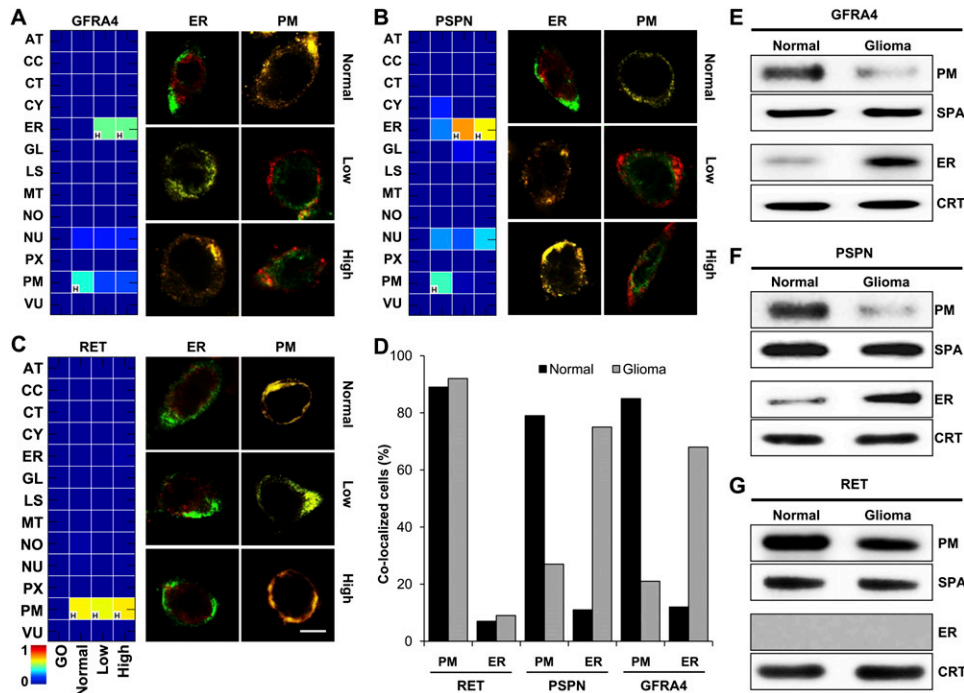 A
GFRA4
ER
PM
AT
CC
CT
CY
ER
GL
LS
MT
NO
NU
PX
PM
VU
H
H
H
Normal
Low
High
B
PSPN
ER
PM
AT
CC
CT
CY
ER
GL
LS
MT
NO
NU
PX
PM
VU
H
H
H
Normal
Low
High
C
RET
ER
PM
AT
CC
CT
CY
ER
GL
LS
MT
NO
NU
PX
PM
VU
H
H
H
Normal
Low
High
1
0
GO
Normal
Low
High
D
Normal
Glioma
Co-localized cells (%)
100
80
60
40
20
0
PM ER PM ER PM ER
RET PSPN GFRA4
E
GFRA4
Normal Glioma
PM
SPA
ER
CRT
F
PSPN
Normal Glioma
PM
SPA
ER
CRT
G
RET
Normal Glioma
PM
SPA
ER
CRT